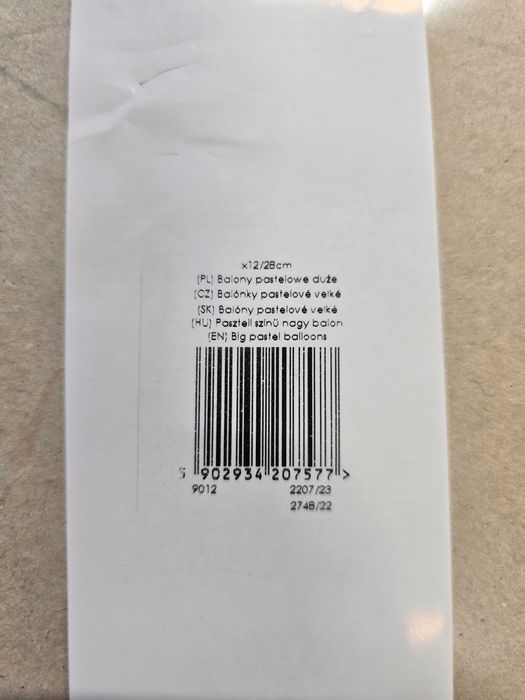 x12/28cm
(PL) Balony pastelowe duże
(CZ) Balónky pastelové velké
(SK) Balóny pastelové velké
(HU) Pasztell színű nagy balon
(EN) Big pastel balloons
5 902934 207577 >
9012 2207/23
2748/22